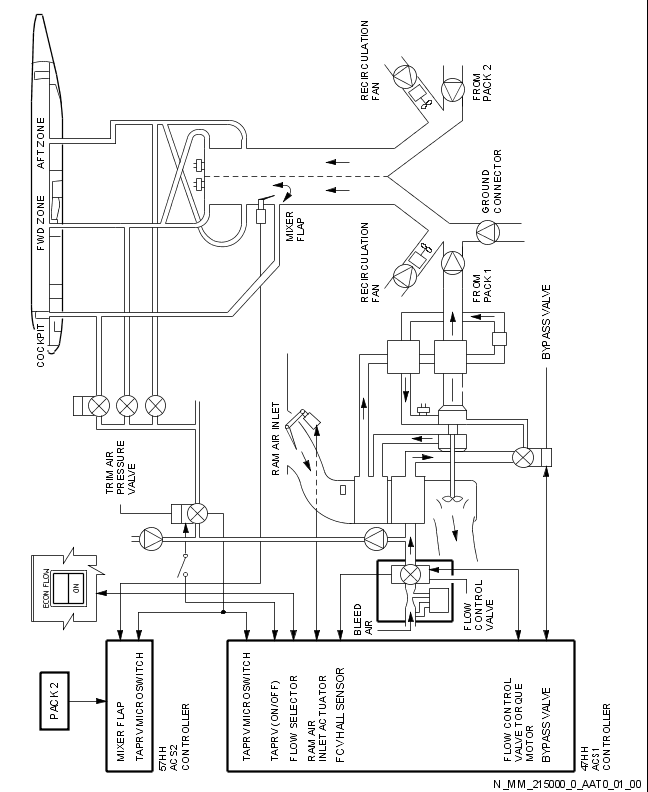 RECIRCULATION
FAN
FROM
PACK 2
GROUND
CONNECTOR
AFT ZONE
FWD ZONE
COCKPIT
MIXER
FLAP
RECIRCULATION
FAN
FROM
PACK 1
BYPASS VALVE
RAM AIR INLET
TRIM AIR
PRESSURE
VALVE
ECON FLOW
ON
BLEED
AIR
FLOW
CONTROL
VALVE
PACK 2
MIXER FLAP
TAPRV MICROSWITCH
57HH
ACS2
CONTROLLER
TAPRV MICROSWITCH
TAPRV (ON/OFF)
FLOW SELECTOR
RAM AIR
INLET ACTUATOR
FCV HALL SENSOR
FLOW CONTROL
VALVE TORQUE
MOTOR
BYPASS VALVE
47HH
ACS1
CONTROLLER
N_MM_215000_0_AAT0_01_00